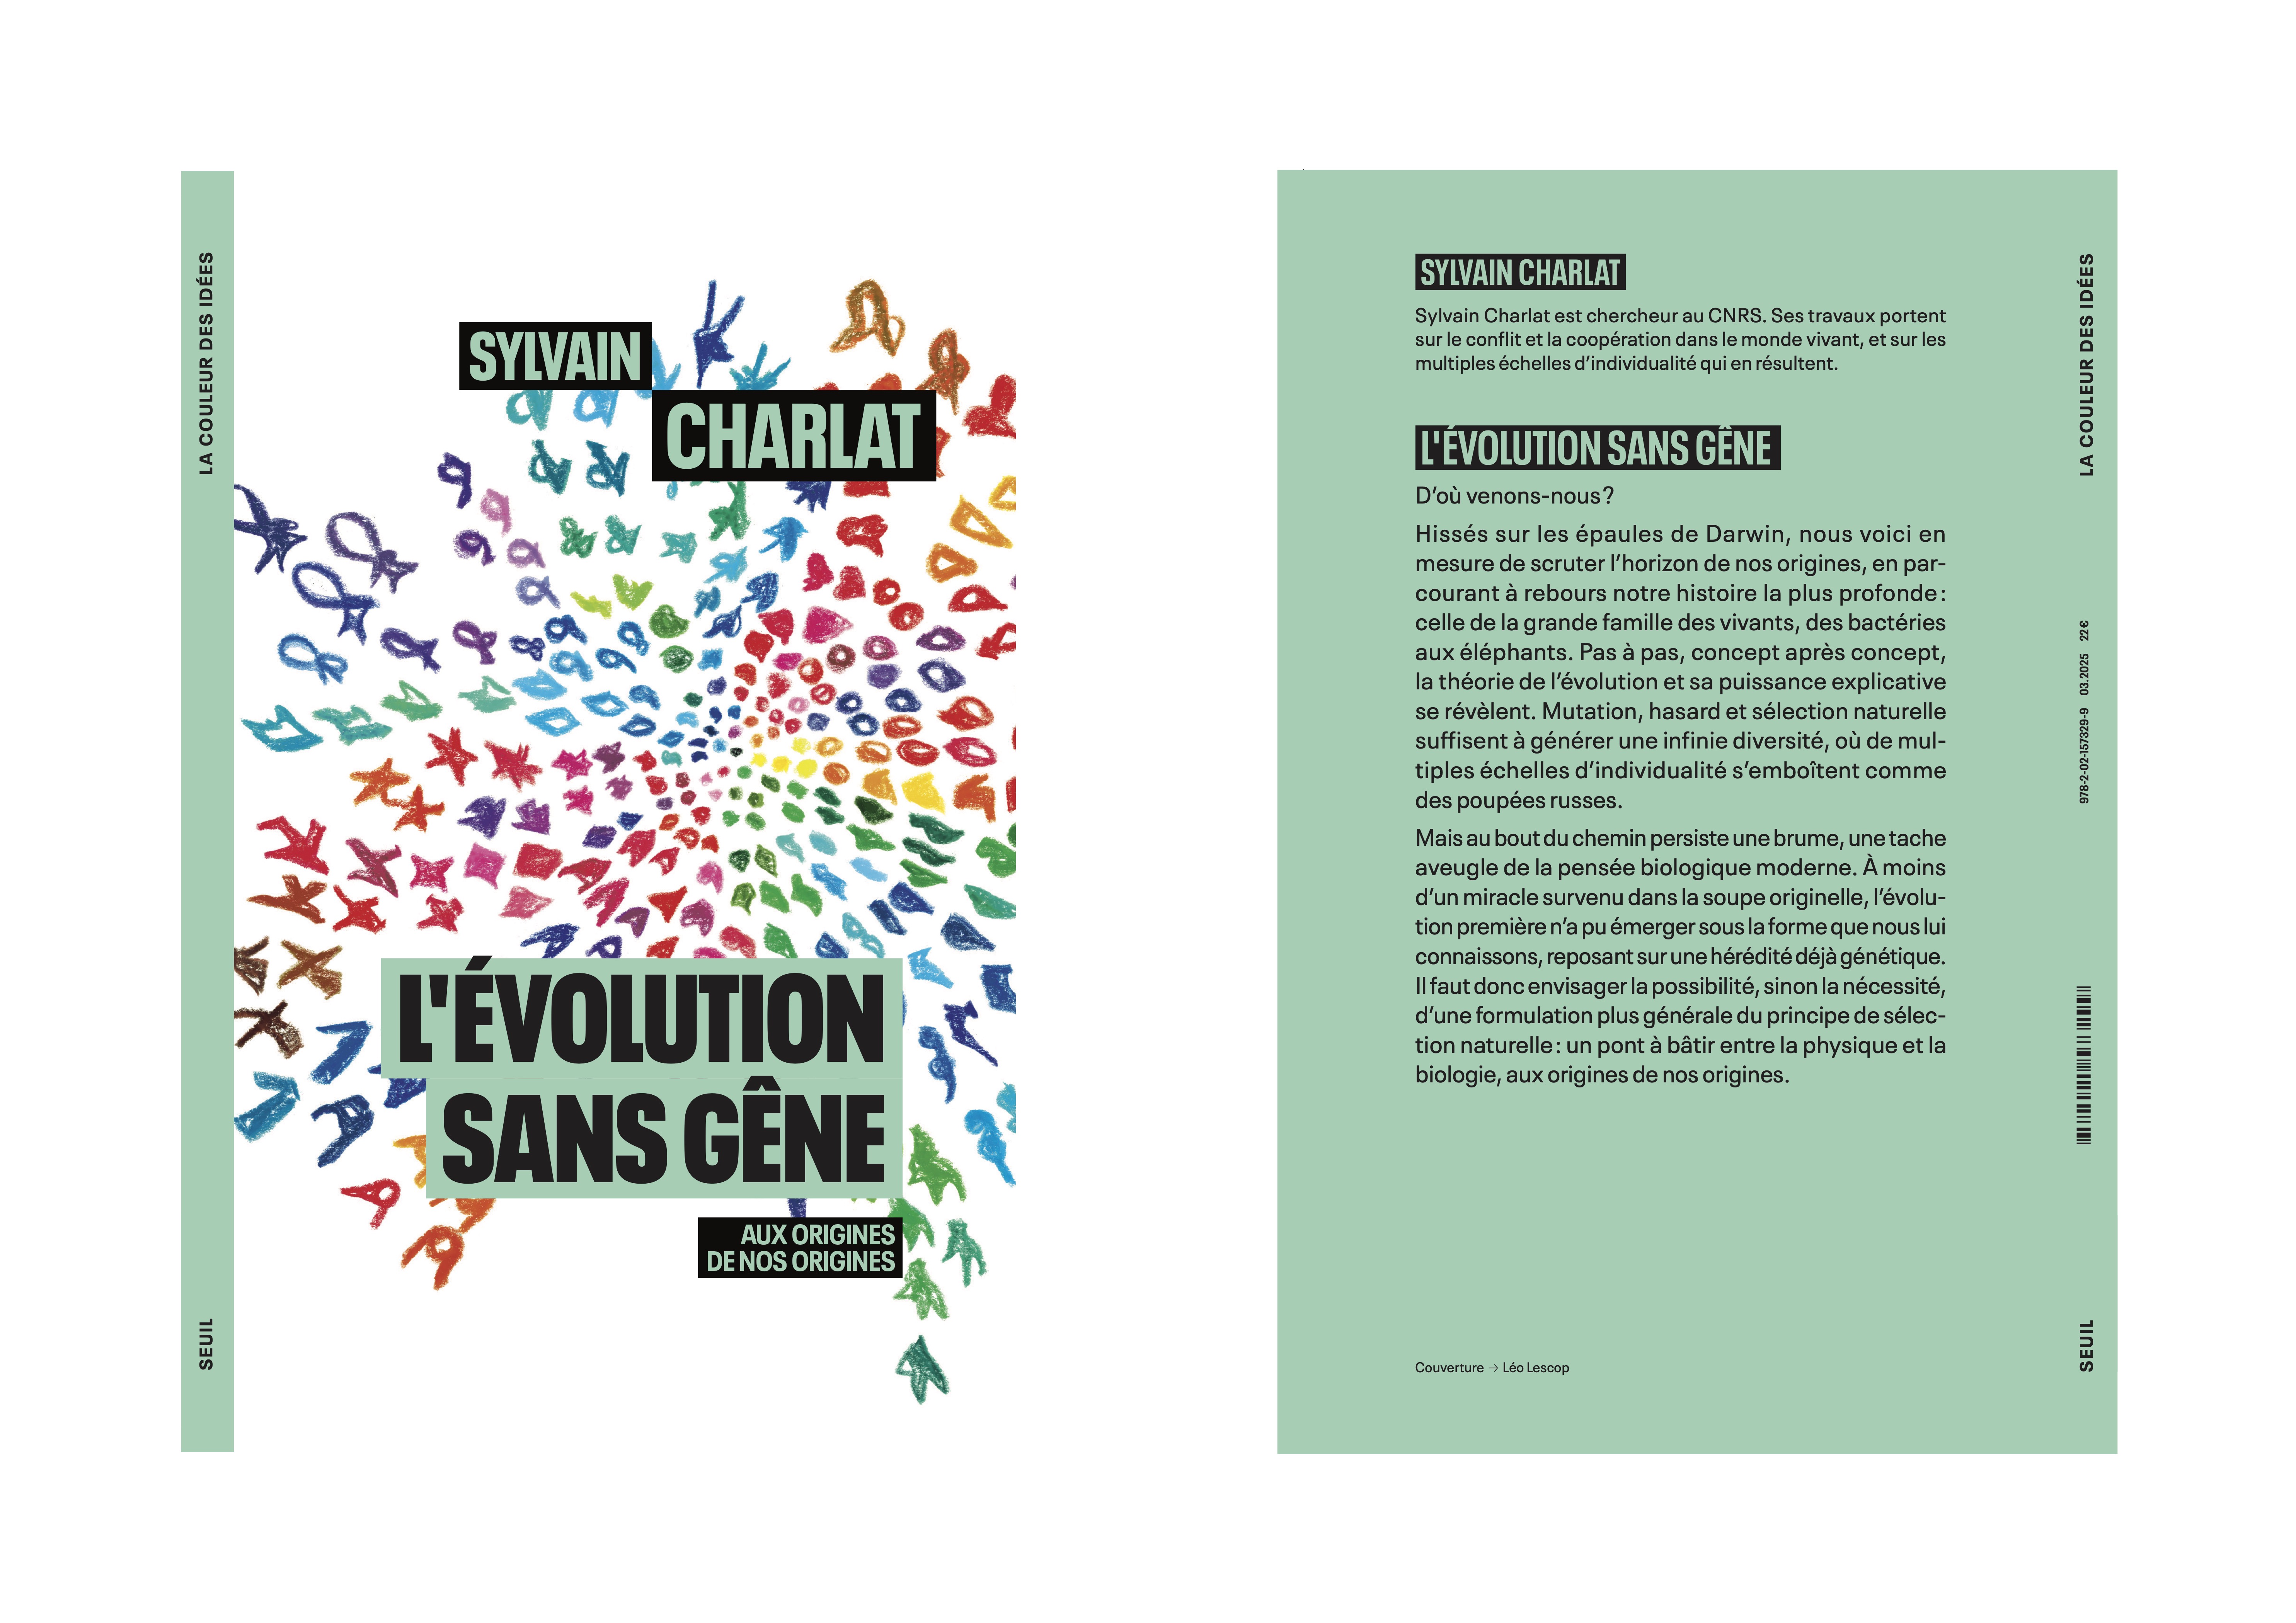 LA COULEUR DES IDÉES
SEUIL
SYLVAIN
CHARLAT
L'ÉVOLUTION
SANS GÊNE
AUX ORIGINES
DE NOS ORIGINES
SYLVAIN CHARLAT
Sylvain Charlat est chercheur au CNRS. Ses travaux portent
sur le conflit et la coopération dans le monde vivant, et sur les
multiples échelles d’individualité qui en résultent.
L'ÉVOLUTION SANS GÊNE
D’où venons-nous ?
Hissés sur les épaules de Darwin, nous voici en
mesure de scruter l’horizon de nos origines, en par-
courant à rebours notre histoire la plus profonde :
celle de la grande famille des vivants, des bactéries
aux éléphants. Pas à pas, concept après concept,
la théorie de l’évolution et sa puissance explicative
se révèlent. Mutation, hasard et sélection naturelle
suffisent à générer une infinie diversité, où de mul-
tiples échelles d’individualité s’emboîtent comme
des poupées russes.
Mais au bout du chemin persiste une brume, une tache
aveugle de la pensée biologique moderne. À moins
d’un miracle survenu dans la soupe originelle, l’évolu-
tion première n’a pu émerger sous la forme que nous lui
connaissons, reposant sur une hérédité déjà génétique.
Il faut donc envisager la possibilité, sinon la nécessité,
d’une formulation plus générale du principe de sélec-
tion naturelle : un pont à bâtir entre la physique et la
biologie, aux origines de nos origines.
Couverture → Léo Lescop
LA COULEUR DES IDÉES
978-2-02-157329-9 03.2025 22 €
SEUIL